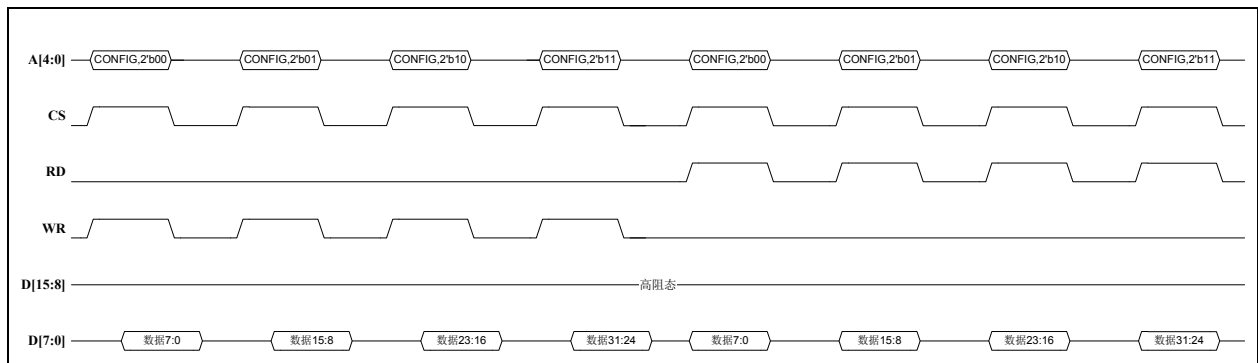 A[4:0] CONFIG,2'b00 CONFIG,2'b01 CONFIG,2'b10 CONFIG,2'b11 CONFIG,2'b00 CONFIG,2'b01 CONFIG,2'b10 CONFIG,2'b11
CS
RD
WR
D[15:8] 高阻态
D[7:0] 数据7:0 数据15:8 数据23:16 数据31:24 数据7:0 数据15:8 数据23:16 数据31:24